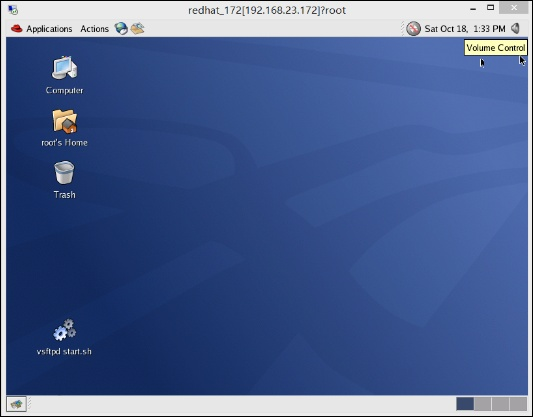 redhat_172[192.168.23.172]?root
Applications Actions Sat Oct 18, 1:33 PM
Volume Control
Computer
root's Home
Trash
vsftpd start.sh